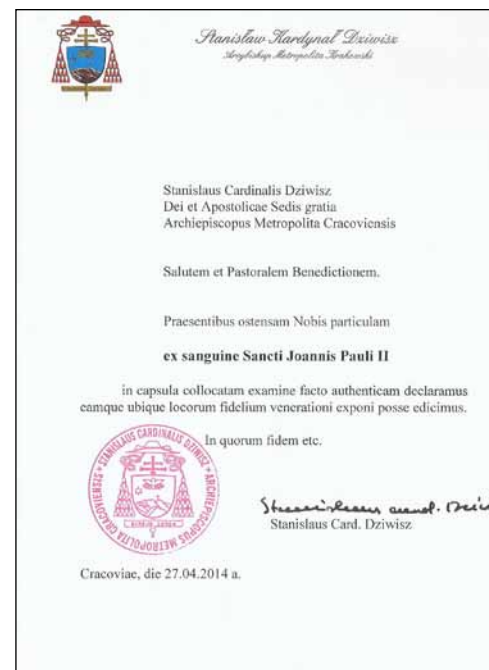 Stanisław Kardynał Dziwisz
Arcybiskup Metropolita Krakowski
Stanislaus Cardinalis Dziwisz
Dei et Apostolicae Sedis gratia
Archiepiscopus Metropolita Cracoviensis
Salutem et Pastoralem Benedictionem.
Praesentibus ostensam Nobis particulam
ex sanguine Sancti Joannis Pauli II
in capsula collocatam examine facto authenticam declaramus
eamque ubique locorum fidelium venerationi exponi posse edicimus.
In quorum fidem etc.
STANISLAUS CARDINALIS DZIWISZ • ARCHIEPISCOPUS METROPOLITA CRACOVIENSIS •
Stanislaus Card. Dziwisz
Cracoviae, die 27.04.2014 a.